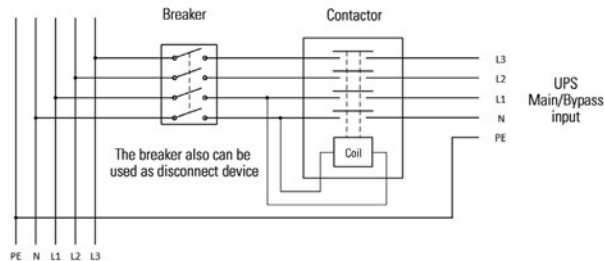 Breaker
Contactor
L3
L2
L1
N
PE
UPS
Main/Bypass
input
Coil
The breaker also can be
used as disconnect device
PE N L1 L2 L3